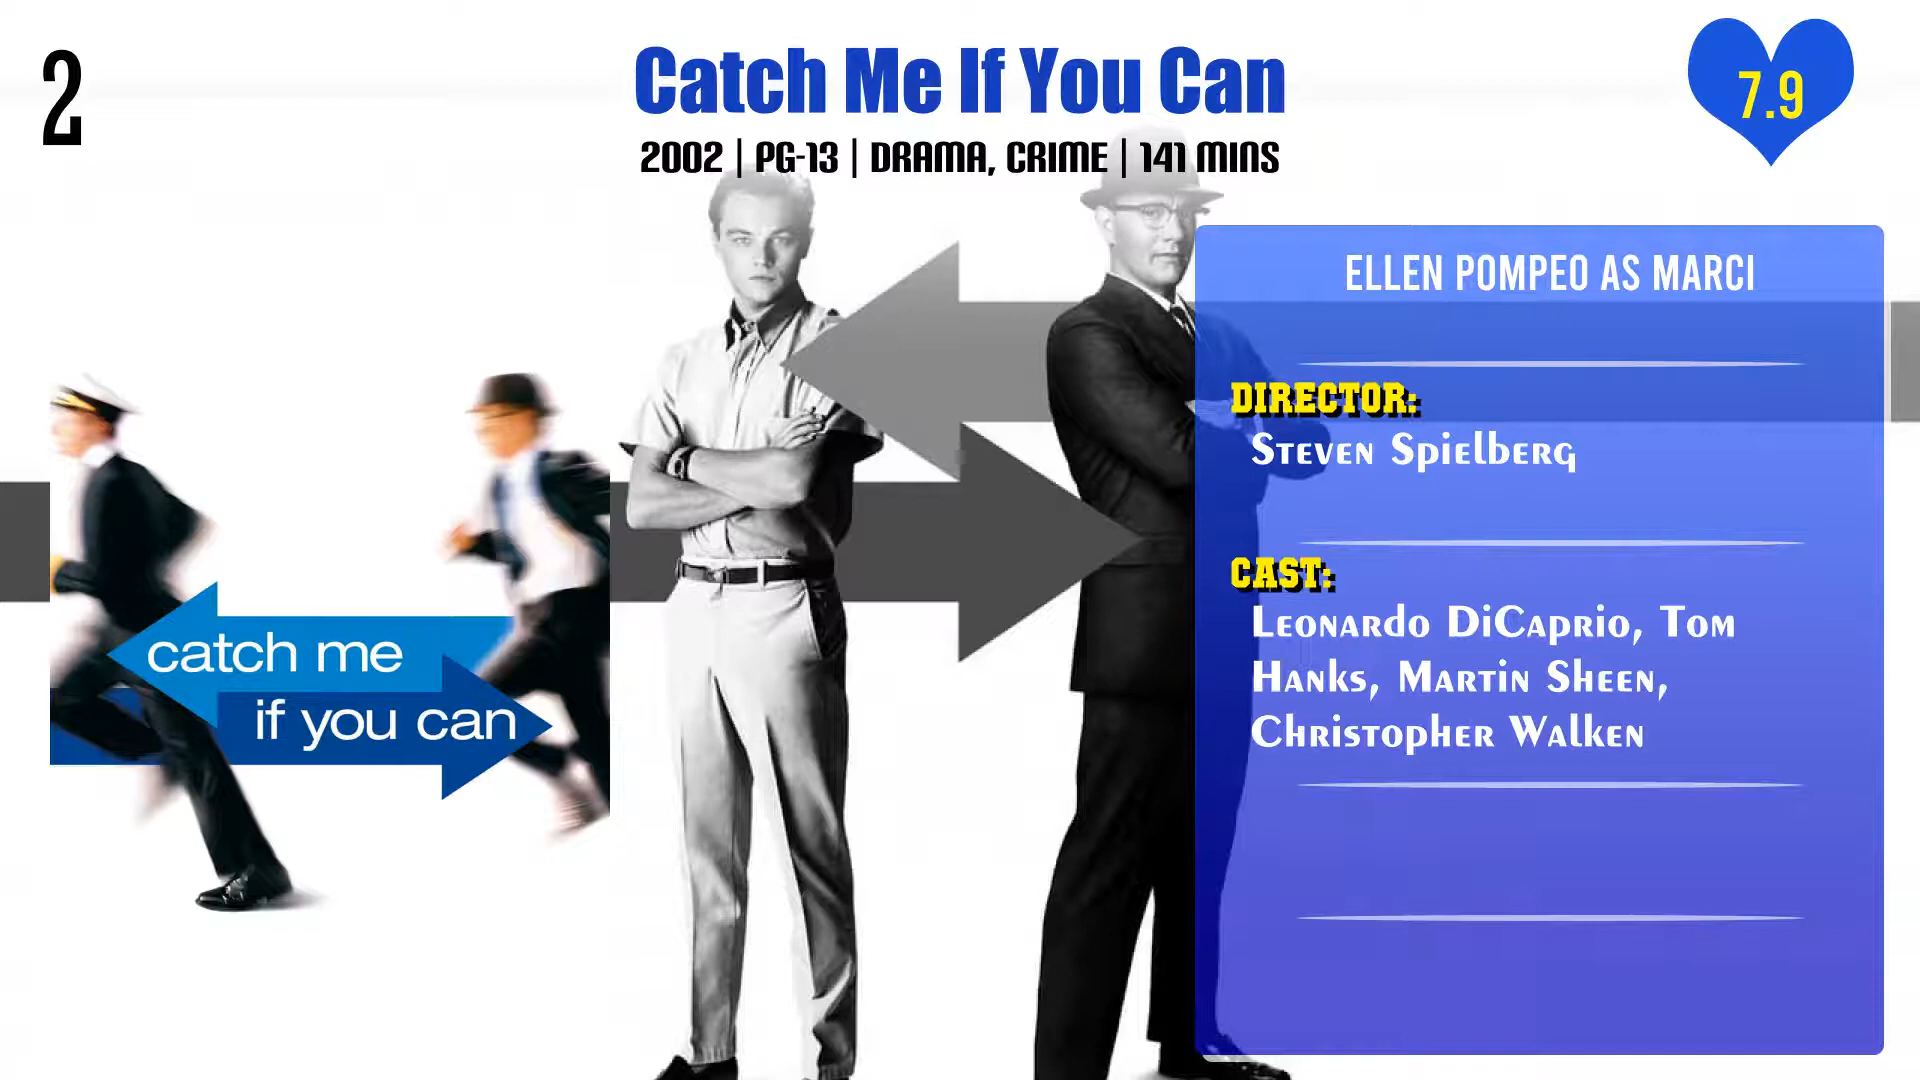 2
Catch Me If You Can
2002 | PG-13 | DRAMA, CRIME | 141 MINS
7.9
ELLEN POMPEO AS MARCI
DIRECTOR:
Steven Spielberg
CAST:
Leonardo DiCaprio, Tom
Hanks, Martin Sheen,
Christopher Walken
catch me
if you can